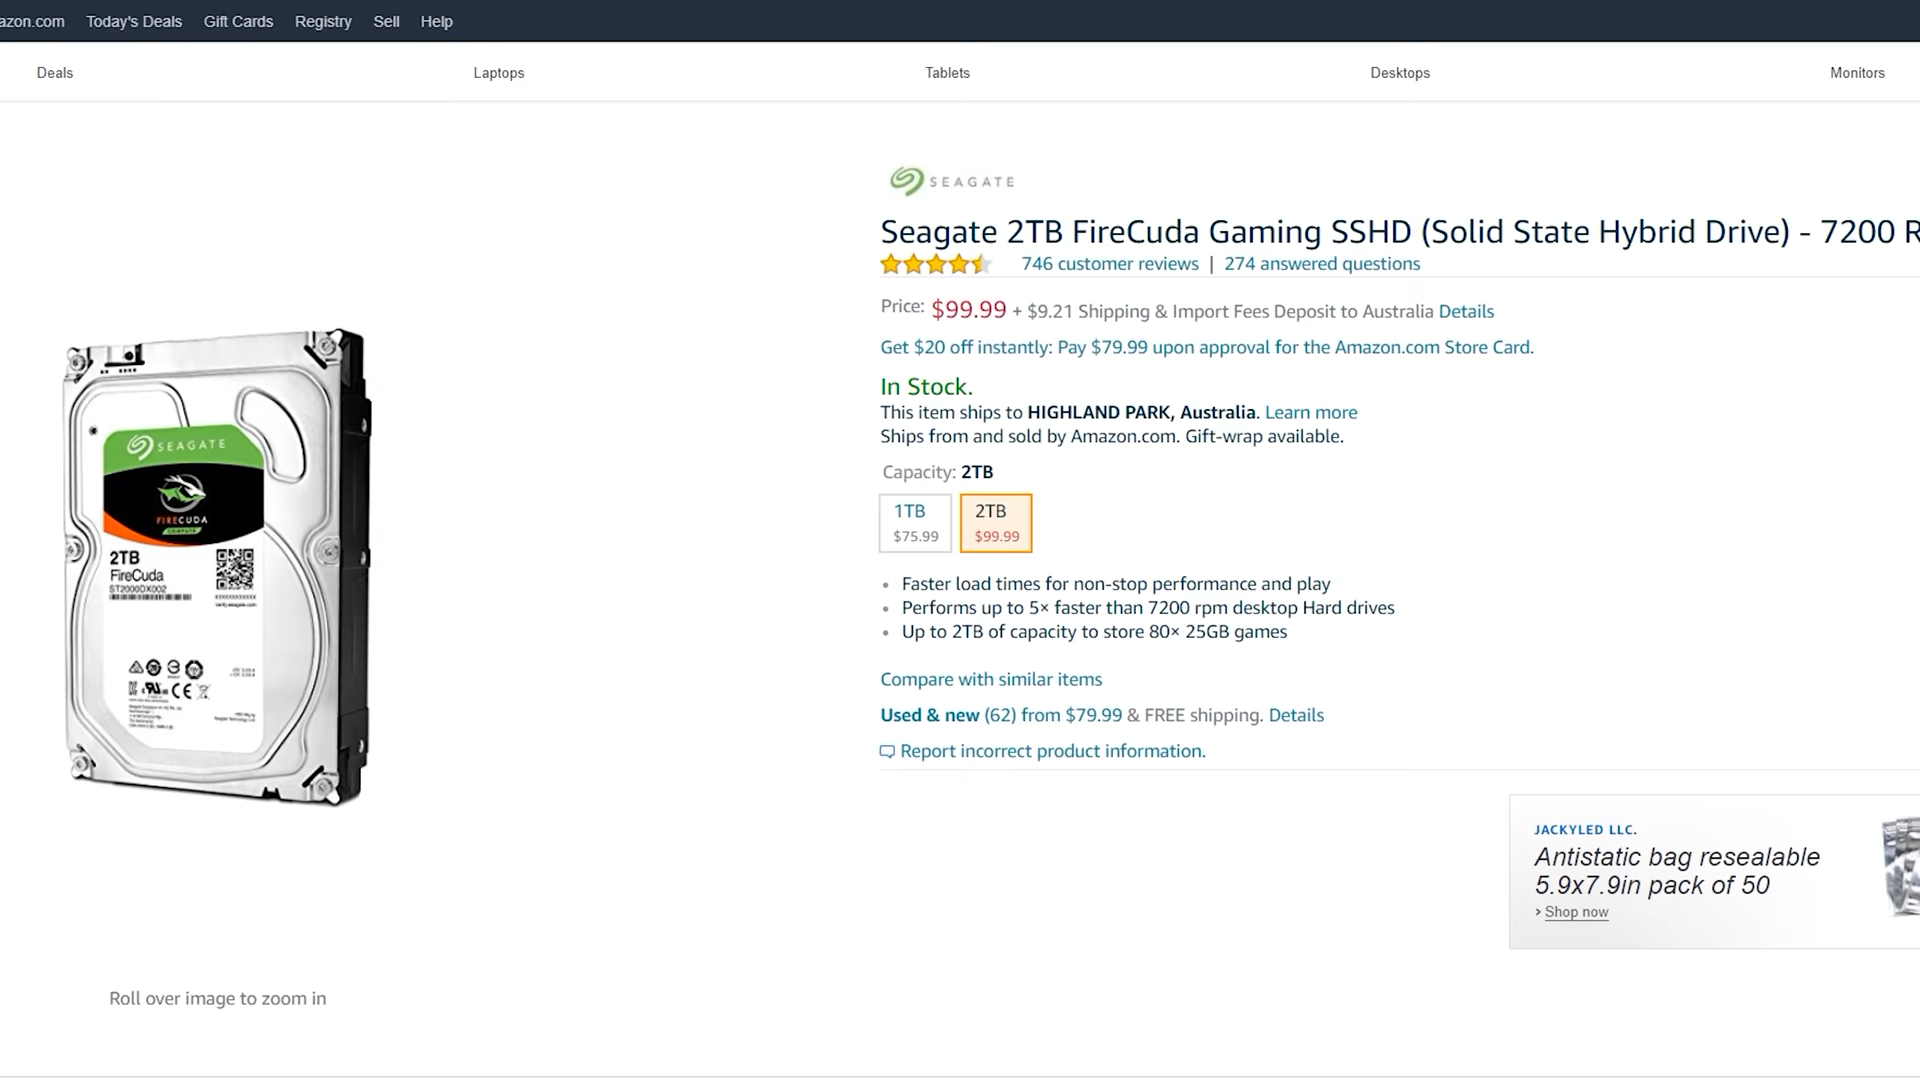 azon.com Today's Deals Gift Cards Registry Sell Help
Deals Laptops Tablets Desktops Monitors
SEAGATE
Seagate 2TB FireCuda Gaming SSHD (Solid State Hybrid Drive) - 7200 R
746 customer reviews | 274 answered questions
Price: $99.99 + $9.21 Shipping & Import Fees Deposit to Australia Details
Get $20 off instantly: Pay $79.99 upon approval for the Amazon.com Store Card.
In Stock.
This item ships to HIGHLAND PARK, Australia. Learn more
Ships from and sold by Amazon.com. Gift-wrap available.
Capacity: 2TB
1TB 2TB
$75.99 $99.99
• Faster load times for non-stop performance and play
• Performs up to 5× faster than 7200 rpm desktop Hard drives
• Up to 2TB of capacity to store 80× 25GB games
Compare with similar items
Used & new (62) from $79.99 & FREE shipping. Details
Report incorrect product information.
SEAGATE
FIRECUDA
COMPUTE
2TB
FireCuda
ST2000DX002
JACKYLED LLC.
Antistatic bag resealable
5.9x7.9in pack of 50
› Shop now
Roll over image to zoom in